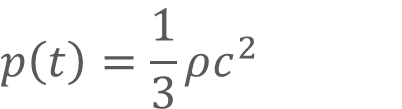 p(t) = 1/3 ρc²